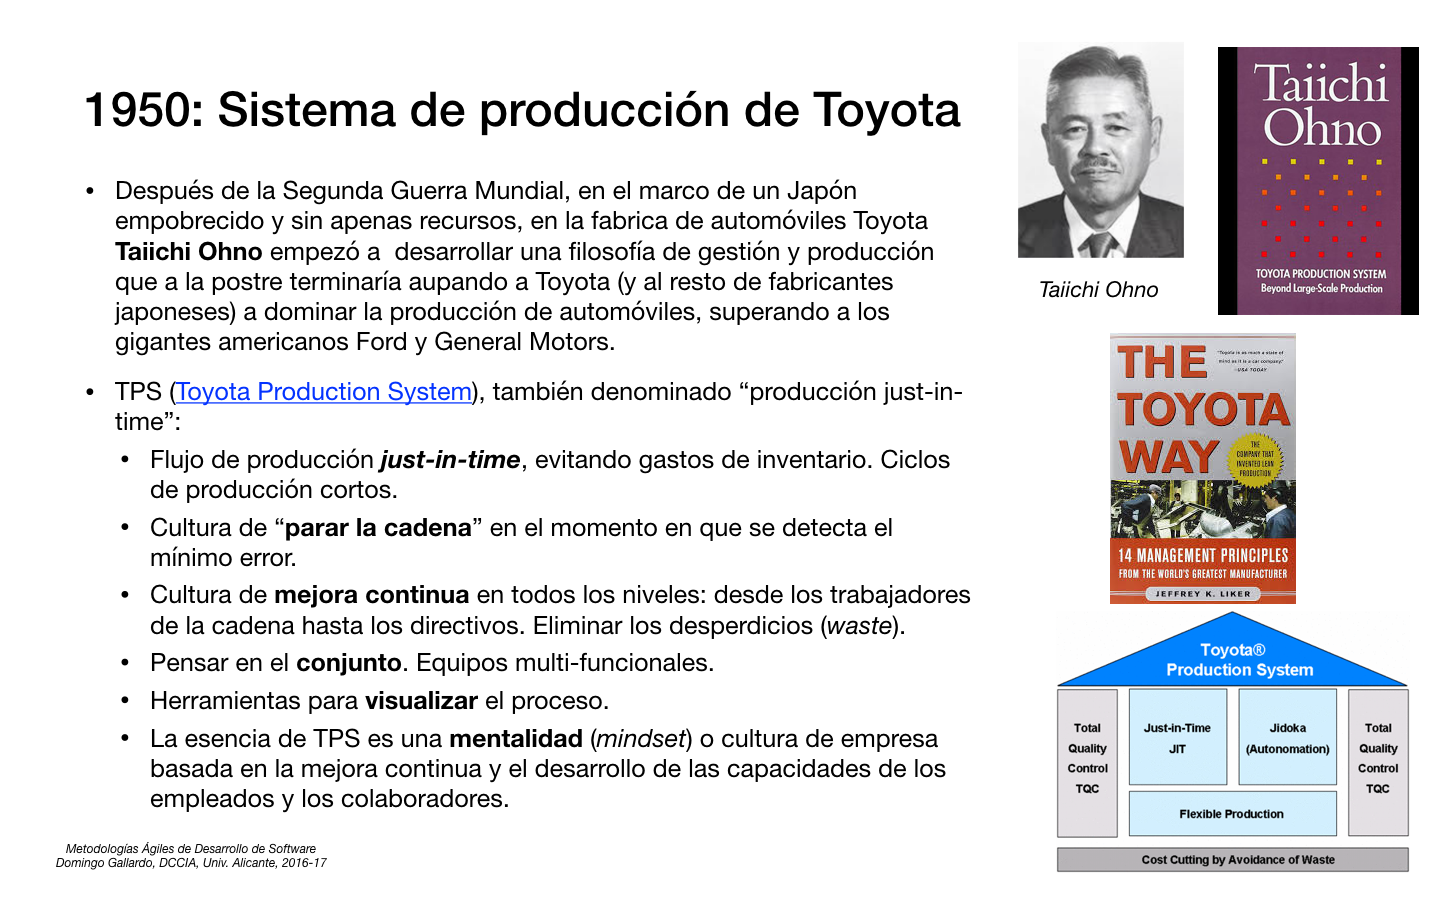 1950: Sistema de producción de Toyota
• Después de la Segunda Guerra Mundial, en el marco de un Japón
empobrecido y sin apenas recursos, en la fabrica de automóviles Toyota
Taiichi Ohno empezó a  desarrollar una filosofía de gestión y producción
que a la postre terminaría aupando a Toyota (y al resto de fabricantes
japoneses) a dominar la producción de automóviles, superando a los
gigantes americanos Ford y General Motors.
• TPS (Toyota Production System), también denominado “producción just-in-
time”:
• Flujo de producción just-in-time, evitando gastos de inventario. Ciclos
de producción cortos.
• Cultura de “parar la cadena” en el momento en que se detecta el
mínimo error.
• Cultura de mejora continua en todos los niveles: desde los trabajadores
de la cadena hasta los directivos. Eliminar los desperdicios (waste).
• Pensar en el conjunto. Equipos multi-funcionales.
• Herramientas para visualizar el proceso.
• La esencia de TPS es una mentalidad (mindset) o cultura de empresa
basada en la mejora continua y el desarrollo de las capacidades de los
empleados y los colaboradores.
Metodologías Ágiles de Desarrollo de Software
Domingo Gallardo, DCCIA, Univ. Alicante, 2016-17
Taiichi Ohno
Taiichi
Ohno
TOYOTA PRODUCTION SYSTEM
Beyond Large-Scale Production
THE
TOYOTA
WAY
"Toyota is as much a state of
mind as it is a car company."
-USA TODAY
THE
COMPANY THAT
INVENTED LEAN
PRODUCTION
14 MANAGEMENT PRINCIPLES
FROM THE WORLD'S GREATEST MANUFACTURER
JEFFREY K. LIKER
Toyota®
Production System
Total
Quality
Control
TQC
Just-in-Time
JIT
Jidoka
(Autonomation)
Total
Quality
Control
TQC
Flexible Production
Cost Cutting by Avoidance of Waste